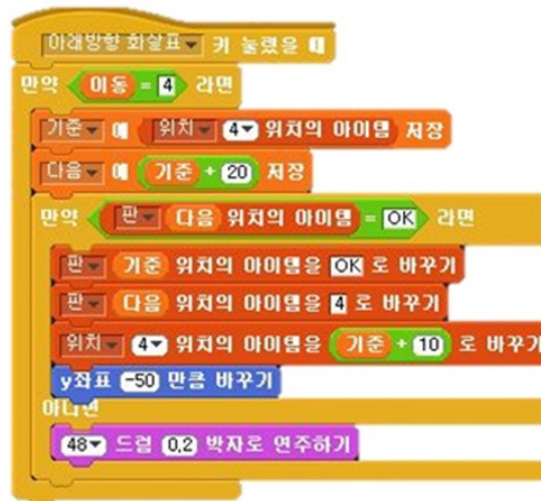 아래방향 화살표 키 눌렸을 때
만약 이동 = 4 라면
기준 에 위치 4 위치의 아이템 저장
다음 에 기준 + 20 저장
만약 판 다음 위치의 아이템 = OK 라면
판 기준 위치의 아이템을 OK 로 바꾸기
판 다음 위치의 아이템을 4 로 바꾸기
위치 4 위치의 아이템을 기준 + 10 로 바꾸기
y좌표 -50 만큼 바꾸기
아니면
48 드럼 0.2 박자로 연주하기